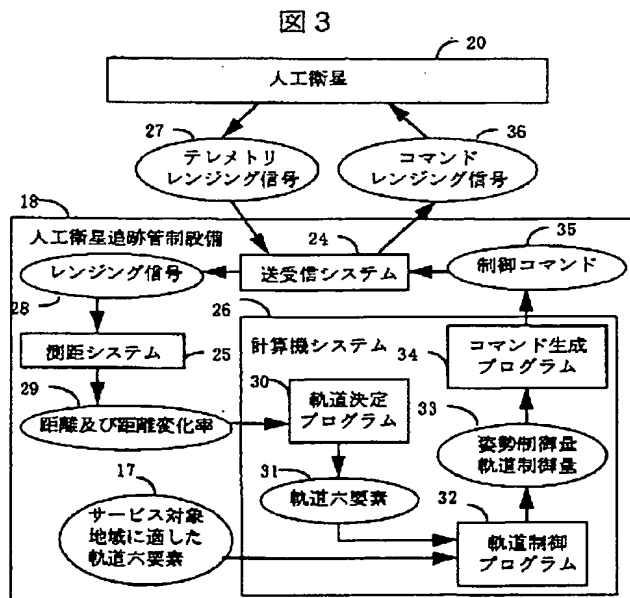 図3
20
人工衛星
27
テレメトリ
レンジング信号
36
コマンド
レンジング信号
18
人工衛星追跡管制設備
24
送受信システム
35
制御コマンド
レンジング信号
28
26
計算機システム
測距システム
25
34
コマンド生成
プログラム
29
距離及び距離変化率
30
軌道決定
プログラム
33
姿勢制御量
軌道制御量
31
軌道六要素
17
サービス対象
地域に適した
軌道六要素
32
軌道制御
プログラム